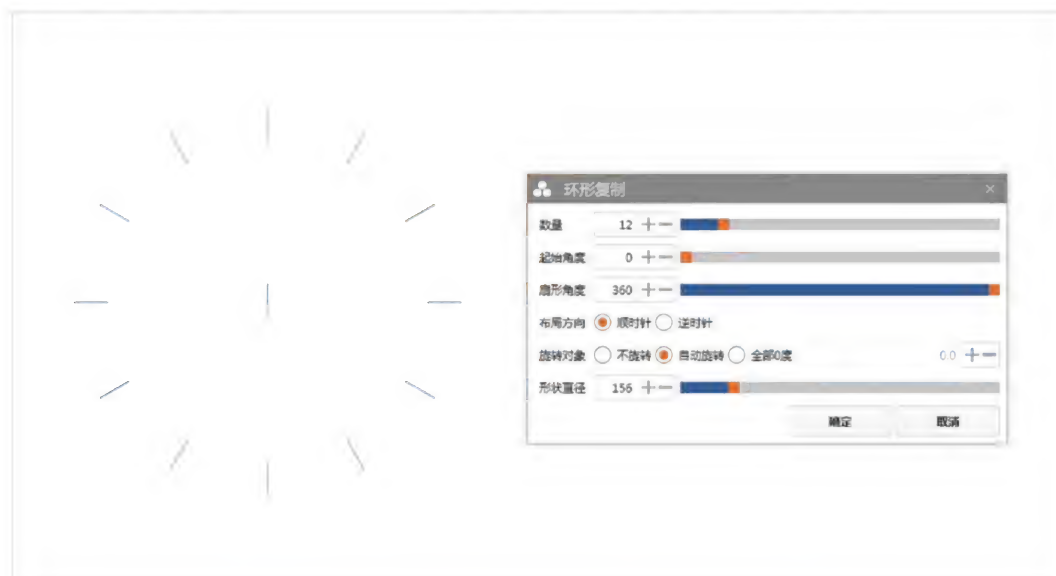 环形复制 ×
数量 12 + −
起始角度 0 + −
扇形角度 360 + −
布局方向 顺时针 逆时针
旋转对象 不旋转 自动旋转 全部0度 0.0 + −
形状直径 156 + −
确定 取消